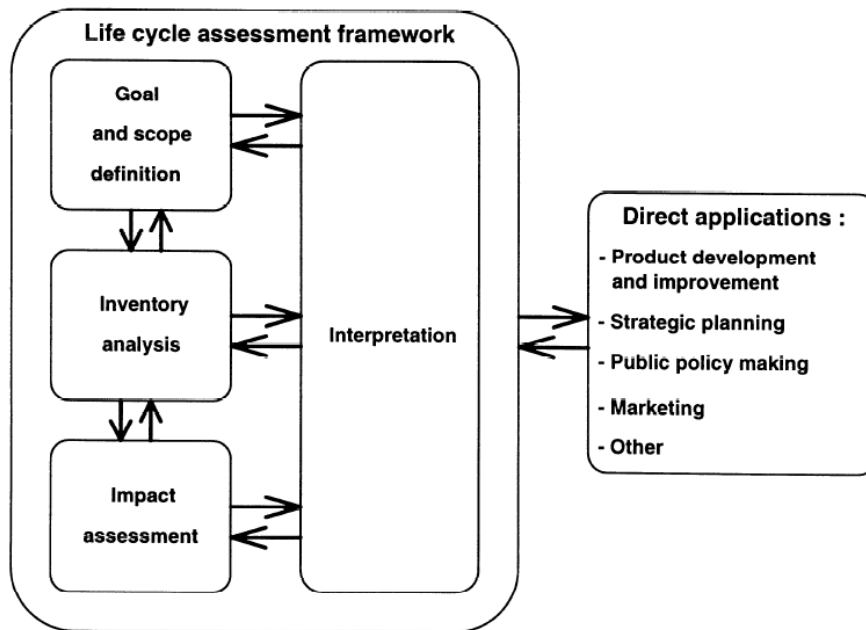 Life cycle assessment framework
Goal
and scope
definition
Inventory
analysis
Impact
assessment
Interpretation
Direct applications :
- Product development
and improvement
- Strategic planning
- Public policy making
- Marketing
- Other